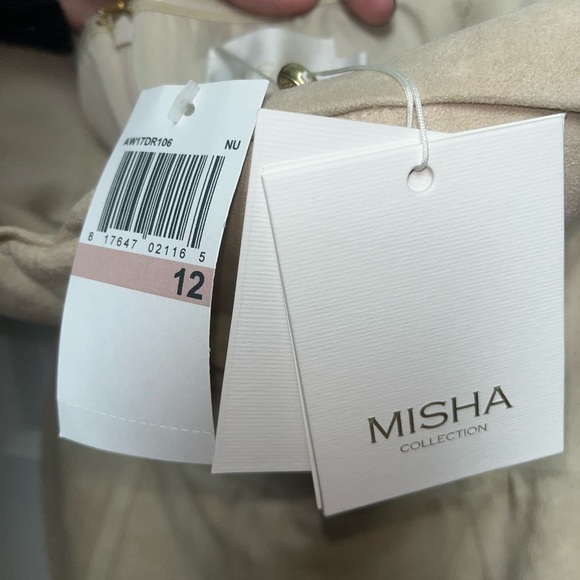 AW17DR106 NU
8 17647 02116 5
12
MISHA
COLLECTION